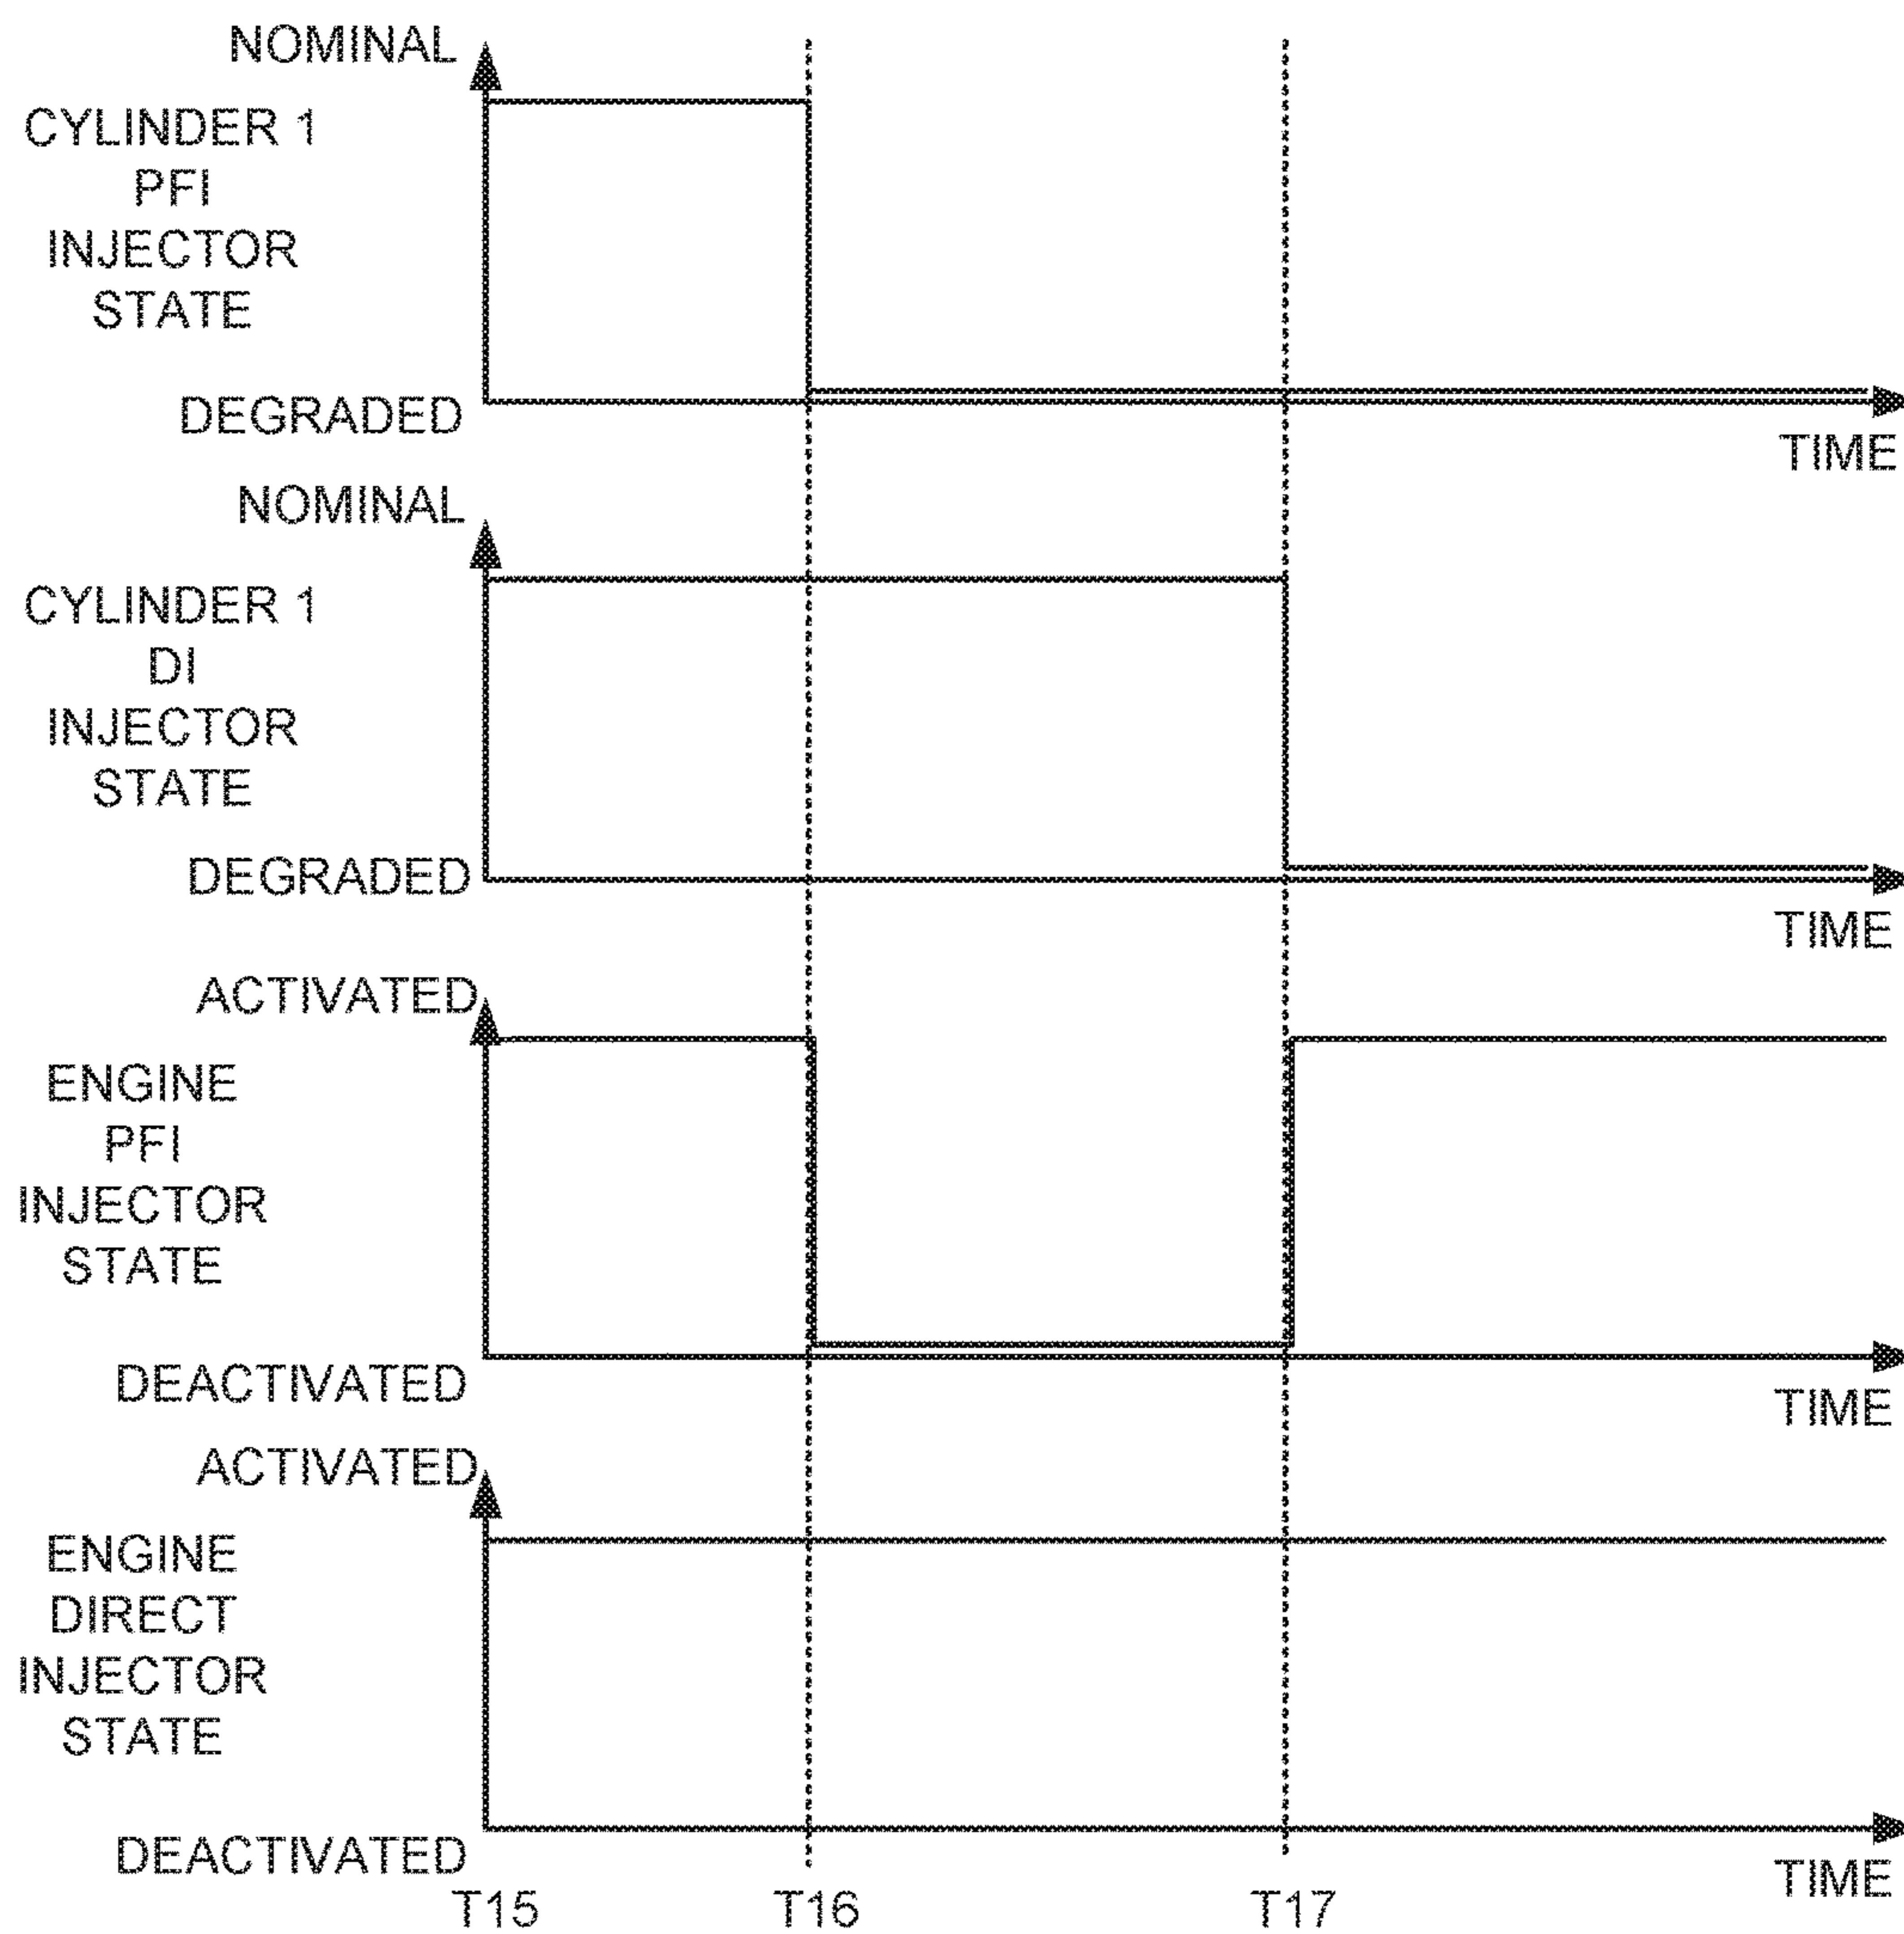 NOMINAL
CYLINDER 1
PFI
INJECTOR
STATE
DEGRADED
TIME
NOMINAL
CYLINDER 1
DI
INJECTOR
STATE
DEGRADED
TIME
ACTIVATED
ENGINE
PFI
INJECTOR
STATE
DEACTIVATED
TIME
ACTIVATED
ENGINE
DIRECT
INJECTOR
STATE
DEACTIVATED
TIME
T15 T16 T17